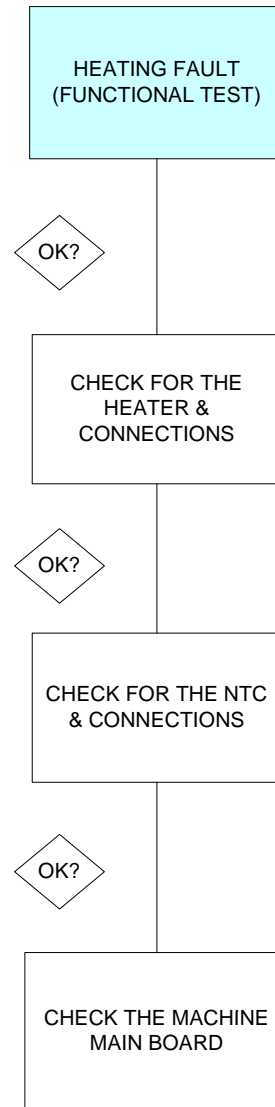 HEATING FAULT
(FUNCTIONAL TEST)
OK?
CHECK FOR THE
HEATER &
CONNECTIONS
OK?
CHECK FOR THE NTC
& CONNECTIONS
OK?
CHECK THE MACHINE
MAIN BOARD